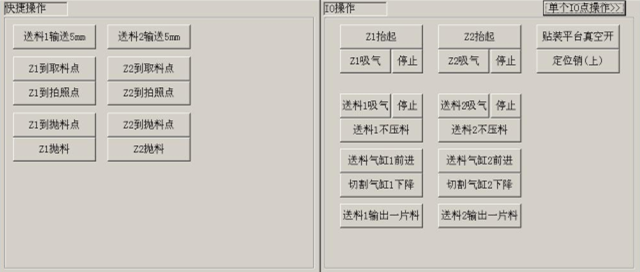 快捷操作
送料1输送5mm 送料2输送5mm
Z1到取料点 Z2到取料点
Z1到拍照点 Z2到拍照点
Z1到抛料点 Z2到抛料点
Z1抛料 Z2抛料
IO操作 单个IO点操作>>
Z1抬起 Z2抬起 贴装平台真空开
Z1吸气 停止 Z2吸气 停止 定位销(上)
送料1吸气 停止 送料2吸气 停止
送料1不压料 送料2不压料
送料气缸1前进 送料气缸2前进
切割气缸1下降 切割气缸2下降
送料1输出一片料 送料2输出一片料